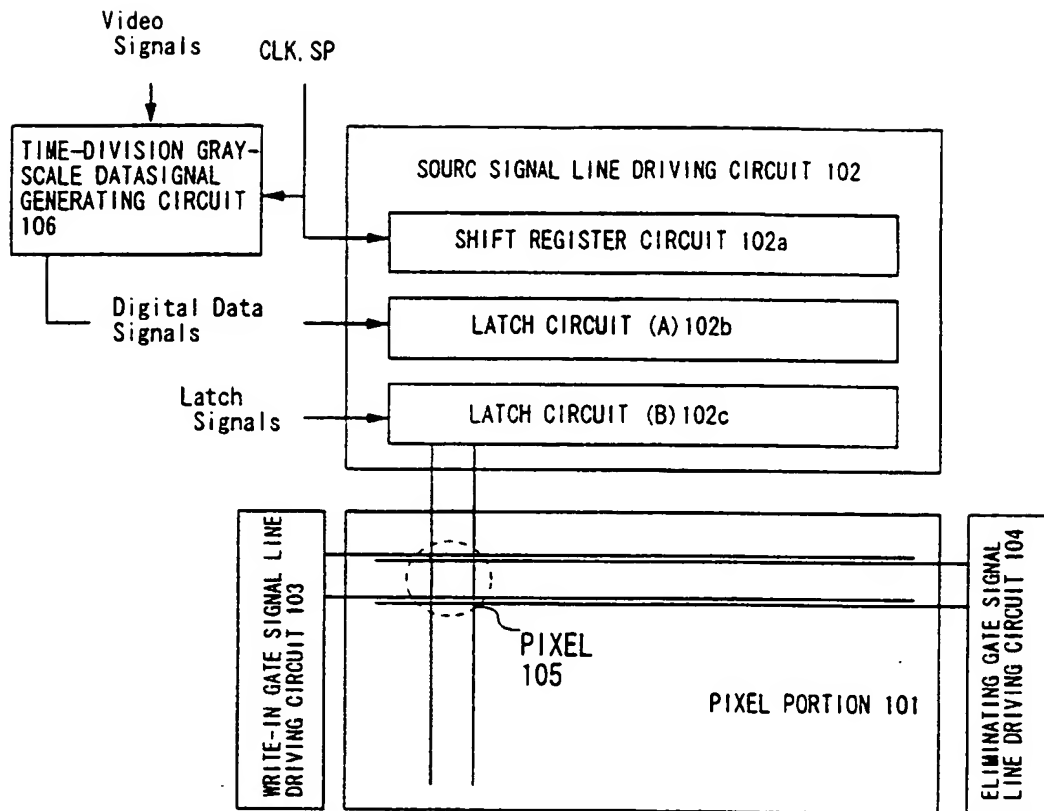 Video
Signals
CLK, SP
TIME-DIVISION GRAY-
SCALE DATASIGNAL
GENERATING CIRCUIT
106
SOURC SIGNAL LINE DRIVING CIRCUIT 102
SHIFT REGISTER CIRCUIT 102a
Digital Data
Signals
LATCH CIRCUIT (A)102b
Latch
Signals
LATCH CIRCUIT (B)102c
WRITE-IN GATE SIGNAL LINE
DRIVING CIRCUIT 103
PIXEL
105
PIXEL PORTION 101
ELIMINATING GATE SIGNAL
LINE DRIVING CIRCUIT 104